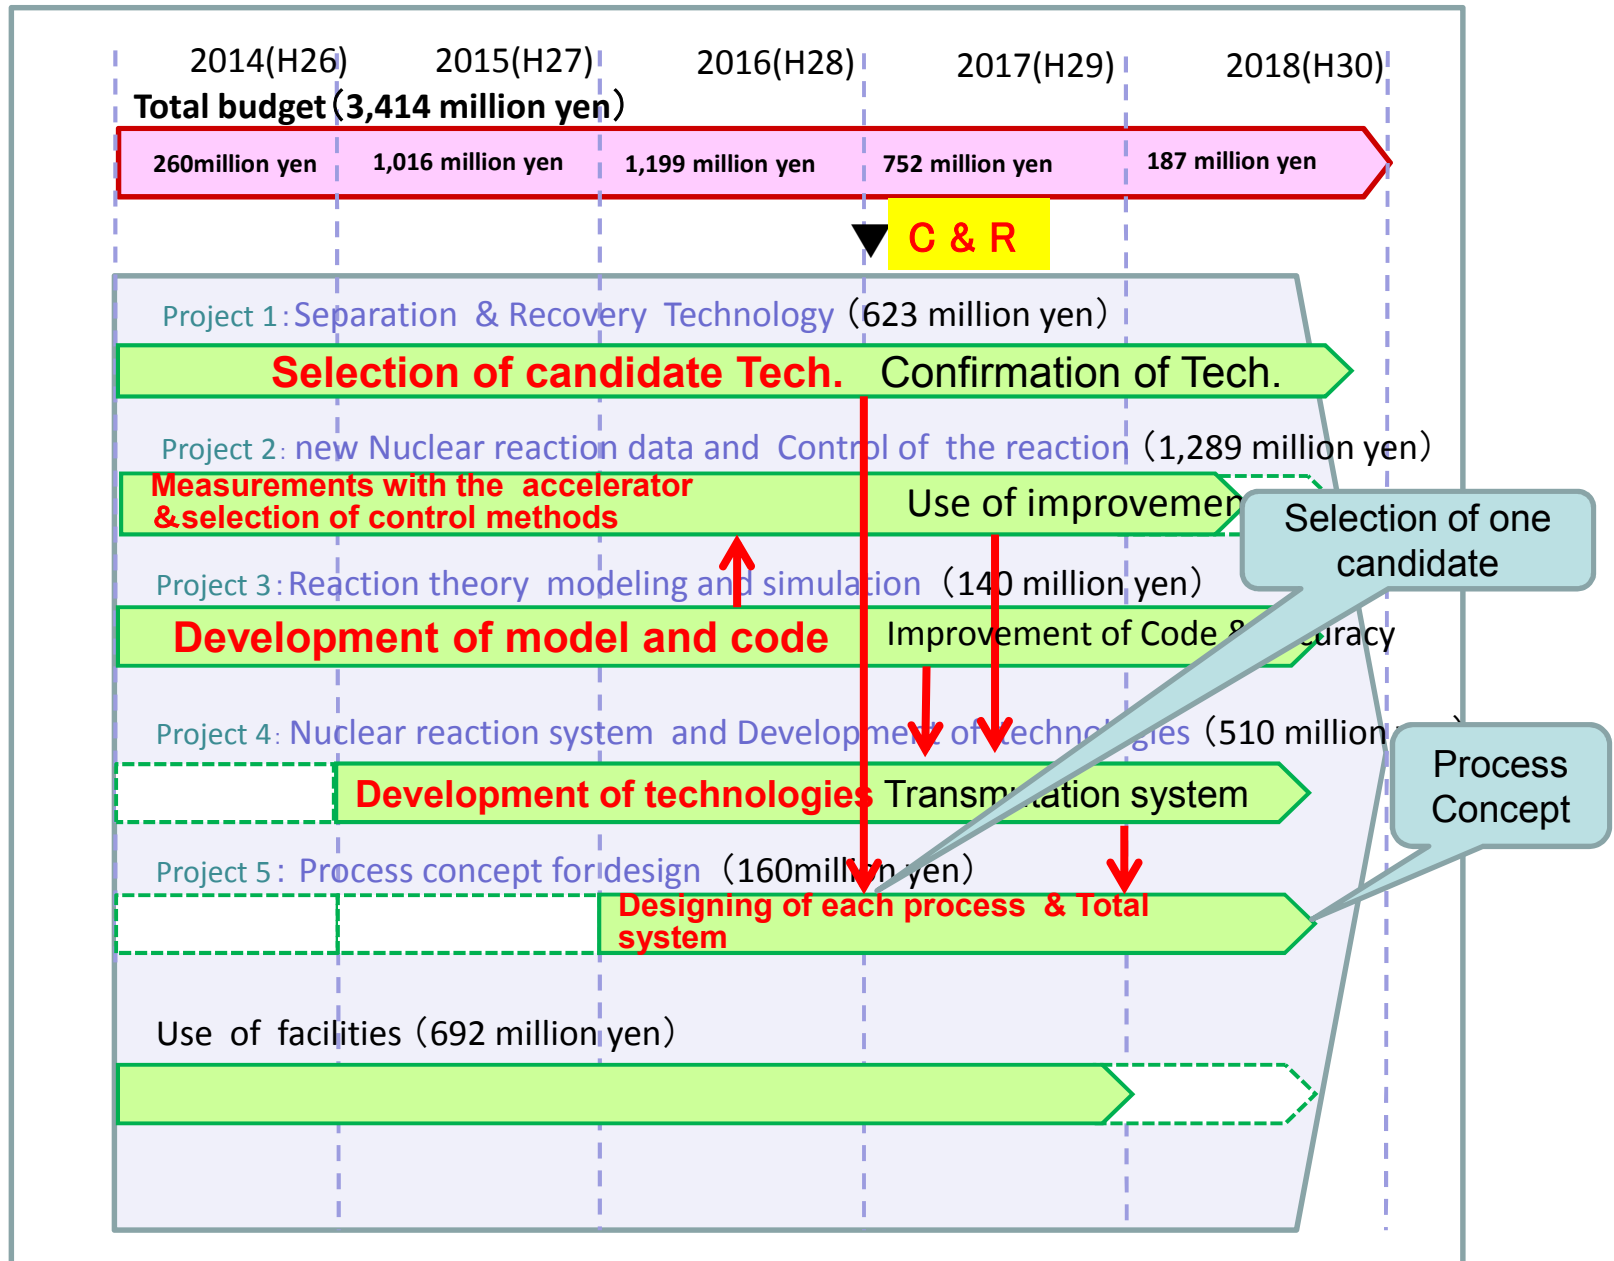 2014(H26) 2015(H27) 2016(H28) 2017(H29) 2018(H30)
Total budget（3,414 million yen）
260million yen 1,016 million yen 1,199 million yen 752 million yen 187 million yen
C & R
Project 1：Separation & Recovery Technology（623 million yen）
Selection of candidate Tech. Confirmation of Tech.
Project 2：new Nuclear reaction data and Control of the reaction（1,289 million yen）
Measurements with the accelerator
&selection of control methods
Use of improvemen
Selection of one
candidate
Project 3：Reaction theory modeling and simulation（140 million yen）
Development of model and code Improvement of Code & uracy
Project 4：Nuclear reaction system and Development of technologies（510 million
Development of technologies Transmutation system
Process
Concept
Project 5：Process concept for design（160million yen）
Designing of each process & Total
system
Use of facilities（692 million yen）